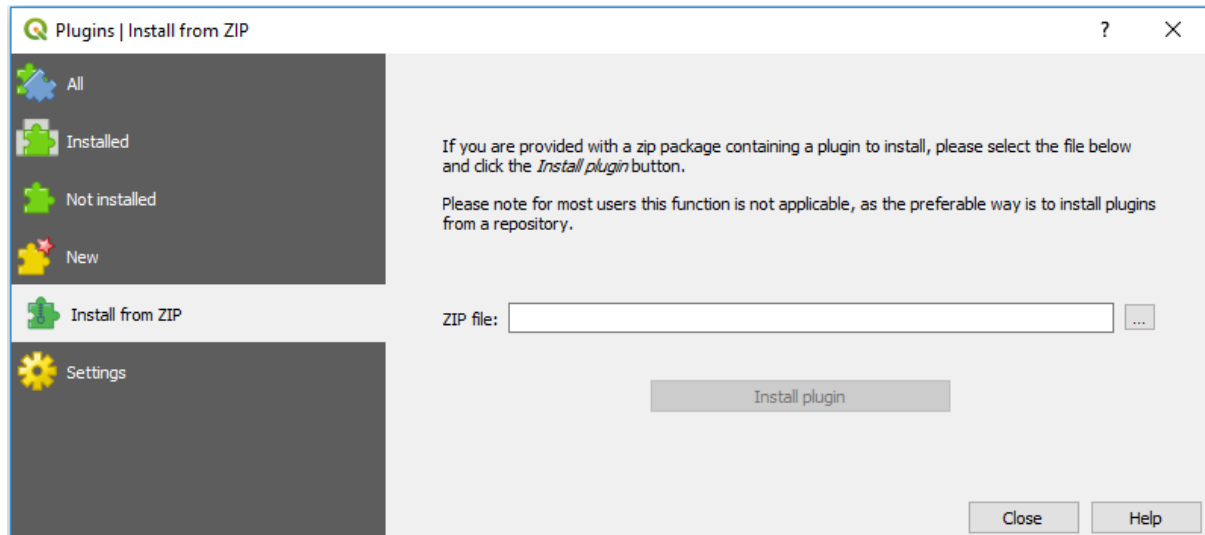 Plugins | Install from ZIP
?
All
Installed
Not installed
New
Install from ZIP
Settings
If you are provided with a zip package containing a plugin to install, please select the file below
and click the Install plugin button.
Please note for most users this function is not applicable, as the preferable way is to install plugins
from a repository.
ZIP file:
...
Install plugin
Close
Help